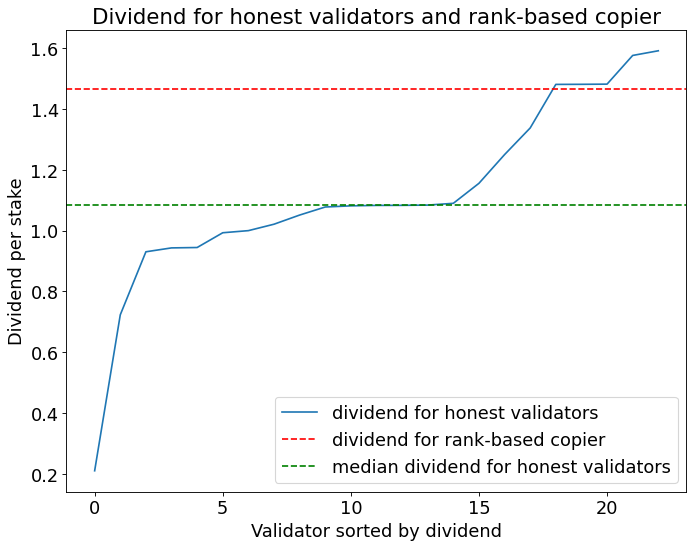 Dividend for honest validators and rank-based copier
Dividend per stake
1.6
1.4
1.2
1.0
0.8
0.6
0.4
0.2
dividend for honest validators
dividend for rank-based copier
median dividend for honest validators
0 5 10 15 20
Validator sorted by dividend